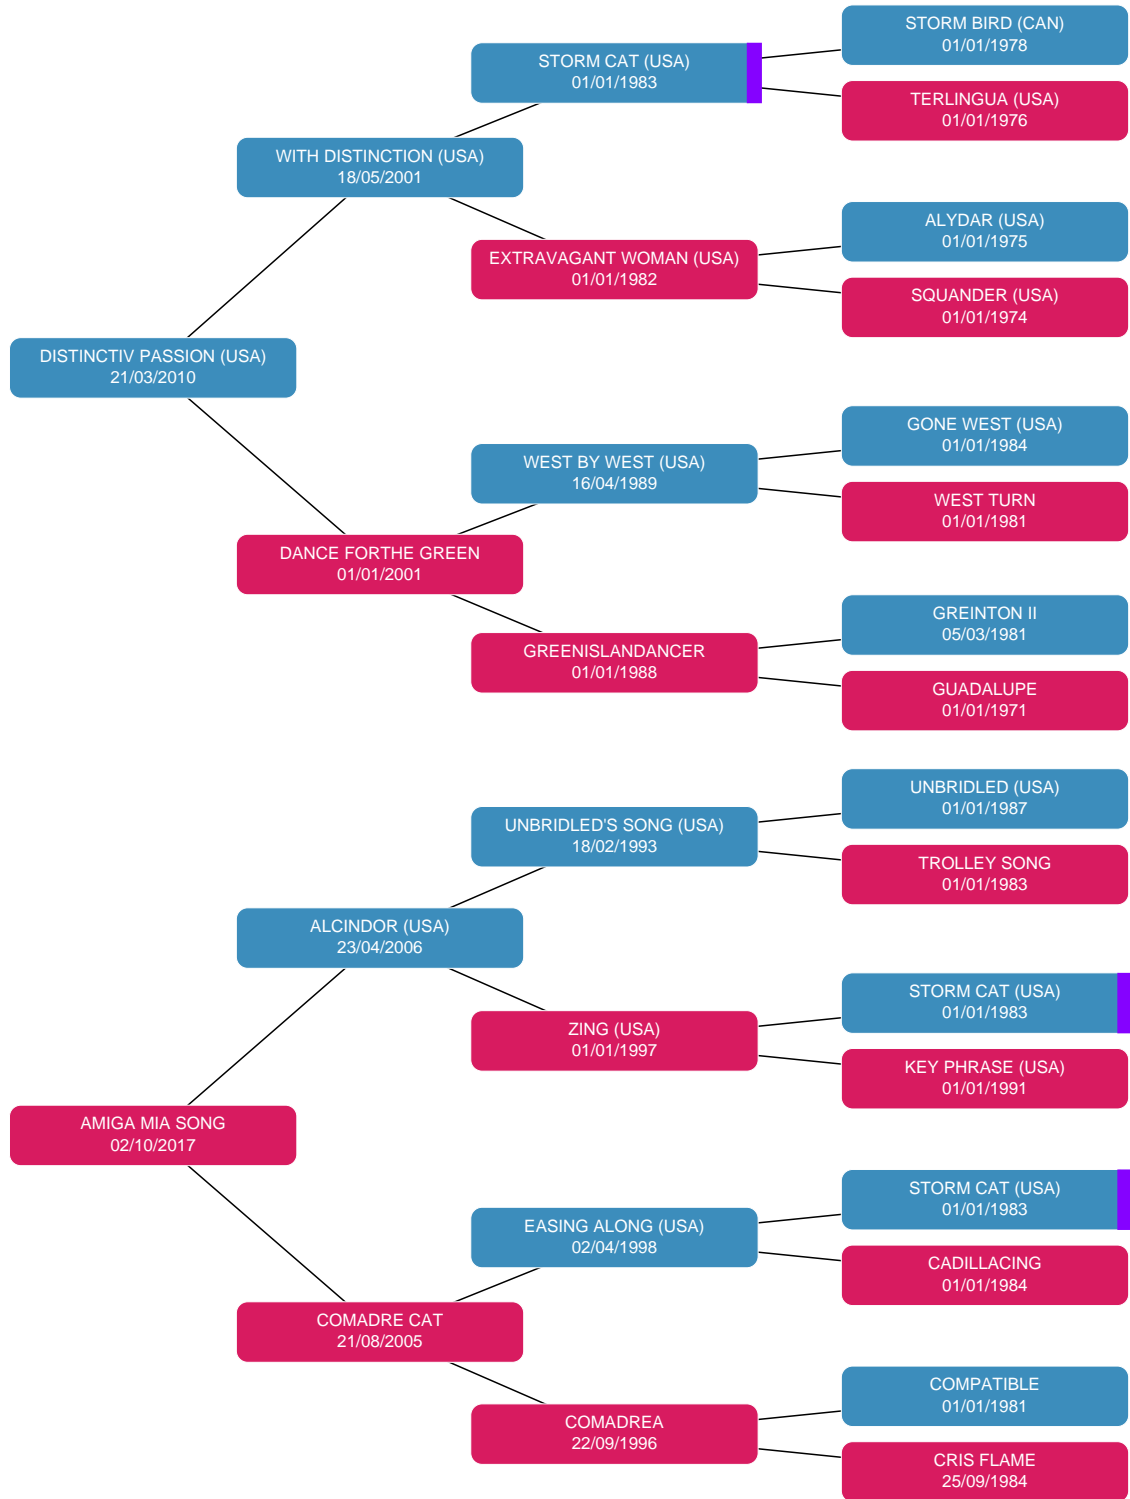 STORM BIRD (CAN)
01/01/1978
STORM CAT (USA)
01/01/1983
TERLINGUA (USA)
01/01/1976
WITH DISTINCTION (USA)
18/05/2001
ALYDAR (USA)
01/01/1975
EXTRAVAGANT WOMAN (USA)
01/01/1982
SQUANDER (USA)
01/01/1974
DISTINCTIV PASSION (USA)
21/03/2010
GONE WEST (USA)
01/01/1984
WEST BY WEST (USA)
16/04/1989
WEST TURN
01/01/1981
DANCE FORTHE GREEN
01/01/2001
GREINTON II
05/03/1981
GREENISLANDANCER
01/01/1988
GUADALUPE
01/01/1971
UNBRIDLED (USA)
01/01/1987
UNBRIDLED'S SONG (USA)
18/02/1993
TROLLEY SONG
01/01/1983
ALCINDOR (USA)
23/04/2006
STORM CAT (USA)
01/01/1983
ZING (USA)
01/01/1997
KEY PHRASE (USA)
01/01/1991
AMIGA MIA SONG
02/10/2017
STORM CAT (USA)
01/01/1983
EASING ALONG (USA)
02/04/1998
CADILLACING
01/01/1984
COMADRE CAT
21/08/2005
COMPATIBLE
01/01/1981
COMADREA
22/09/1996
CRIS FLAME
25/09/1984